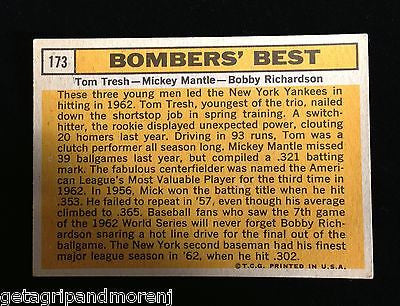 173
BOMBERS' BEST
Tom Tresh—Mickey Mantle—Bobby Richardson
These three young men led the New York Yankees in
hitting in 1962. Tom Tresh, youngest of the trio, nailed
down the shortstop job in spring training. A switch-
hitter, the rookie displayed unexpected power, clouting
20 homers last year. Driving in 93 runs, Tom was a
clutch performer all season long. Mickey Mantle missed
39 ballgames last year, but compiled a .321 batting
mark. The fabulous centerfielder was named the Ameri-
can League's Most Valuable Player for the third time in
1962. In 1956, Mick won the batting title when he hit
.353. He failed to repeat in '57, even though he upped
his average to .365. Baseball fans who saw the 7th game
of the 1962 World Series will never forget Bobby Rich-
ardson snaring a hot line drive for the final out of the
ballgame. The New York second baseman had his finest
major league season in '62, when he hit .302.
© T.C.G. PRINTED IN U.S.A.
getagripandmorenj